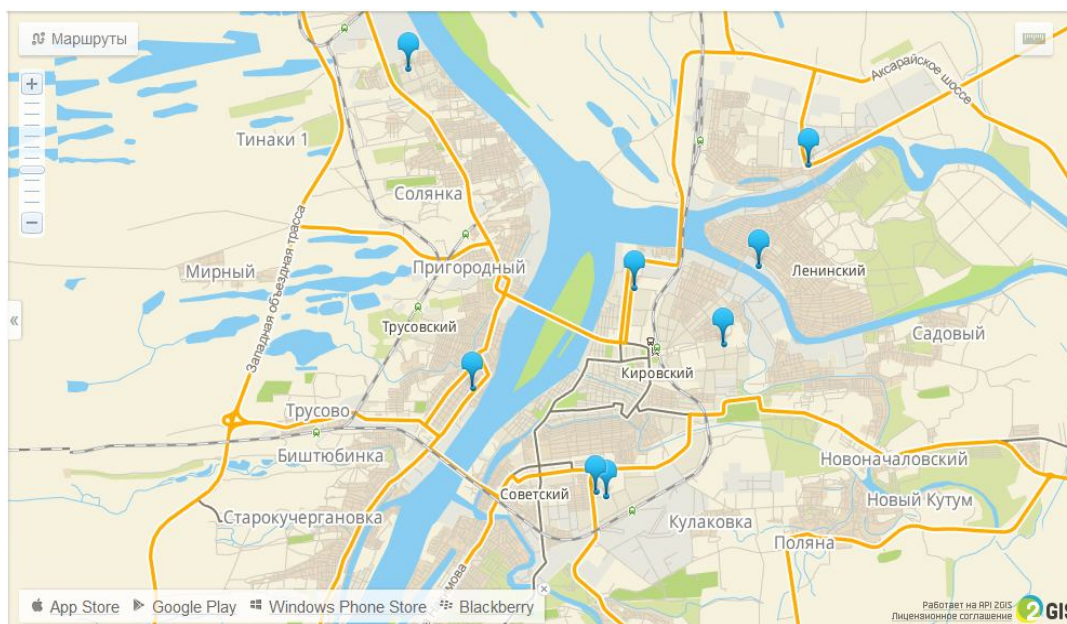 Маршруты
Аксарайское шоссе
Тинаки 1
Солянка
Западная объездная трасса
Мирный
Пригородный
Ленинский
Трусовский
Садовый
Кировский
Трусово
Биштюбинка
Новоначаловский
Советский
Новый Кутум
Старокучергановка
Кулаковка
Поляна
App Store
Google Play
Windows Phone Store
Blackberry
Работает на API 2GIS
Лицензионное соглашение
2GIS